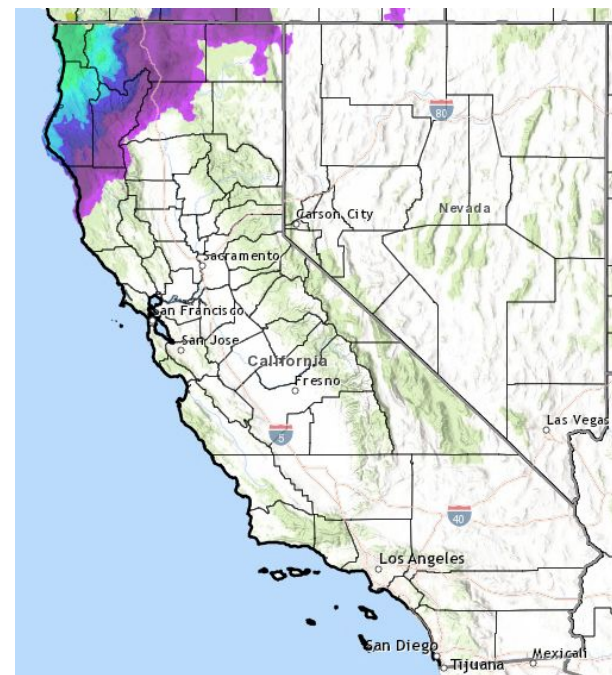 80
Nevada
Carson City
Sacramento
San Francisco
San Jose
California
Fresno
Las Vegas
5
40
Los Angeles
San Diego
Mexicali
Tijuana